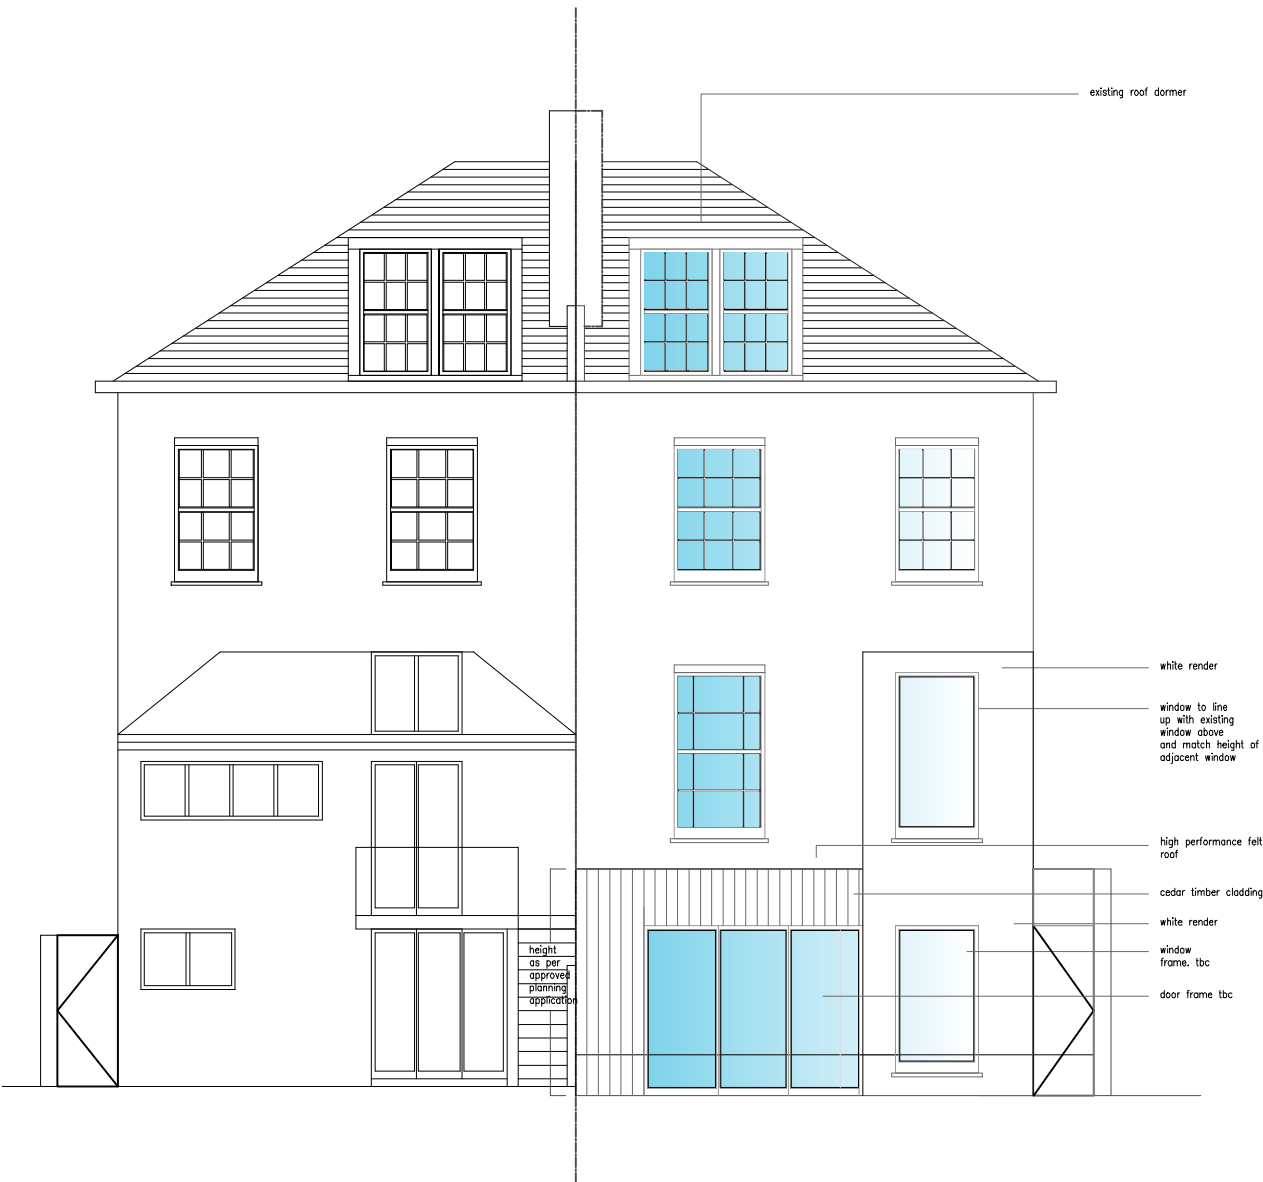 existing roof dormer
white render
window to line
up with existing
window above
and match height of
adjacent window
high performance felt
roof
cedar timber cladding
white render
window
frame. tbc
door frame tbc
height
as per
approved
planning
application